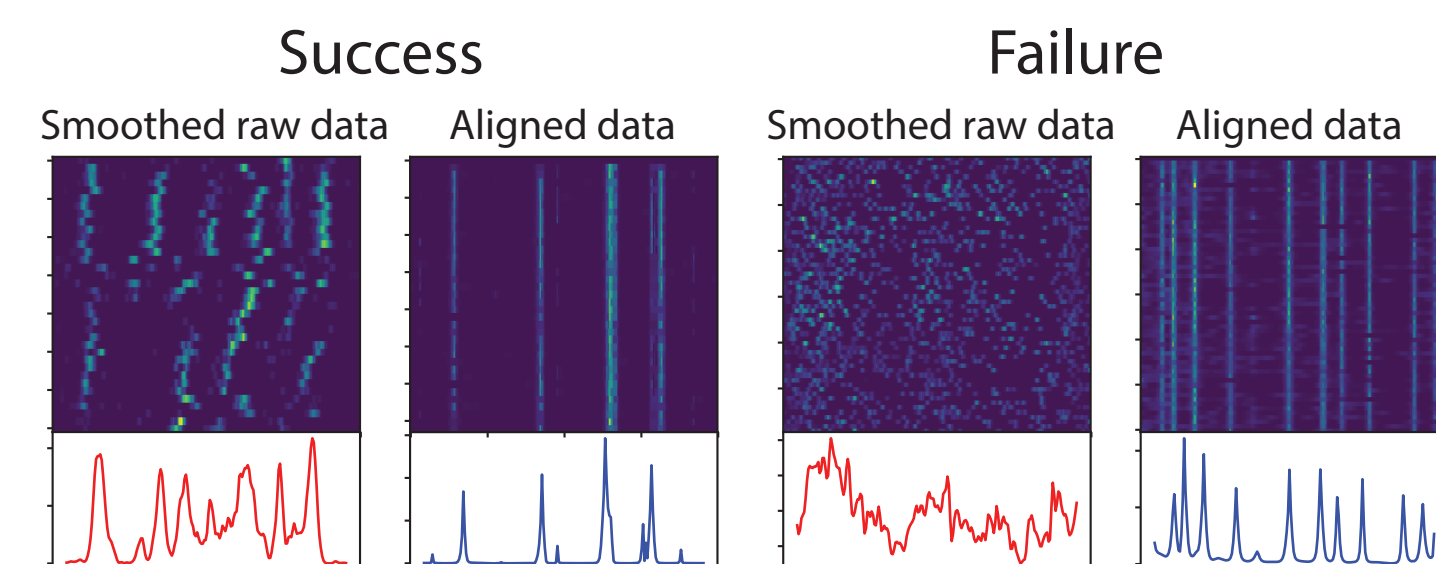 Success
Failure
Smoothed raw data
Aligned data
Smoothed raw data
Aligned data